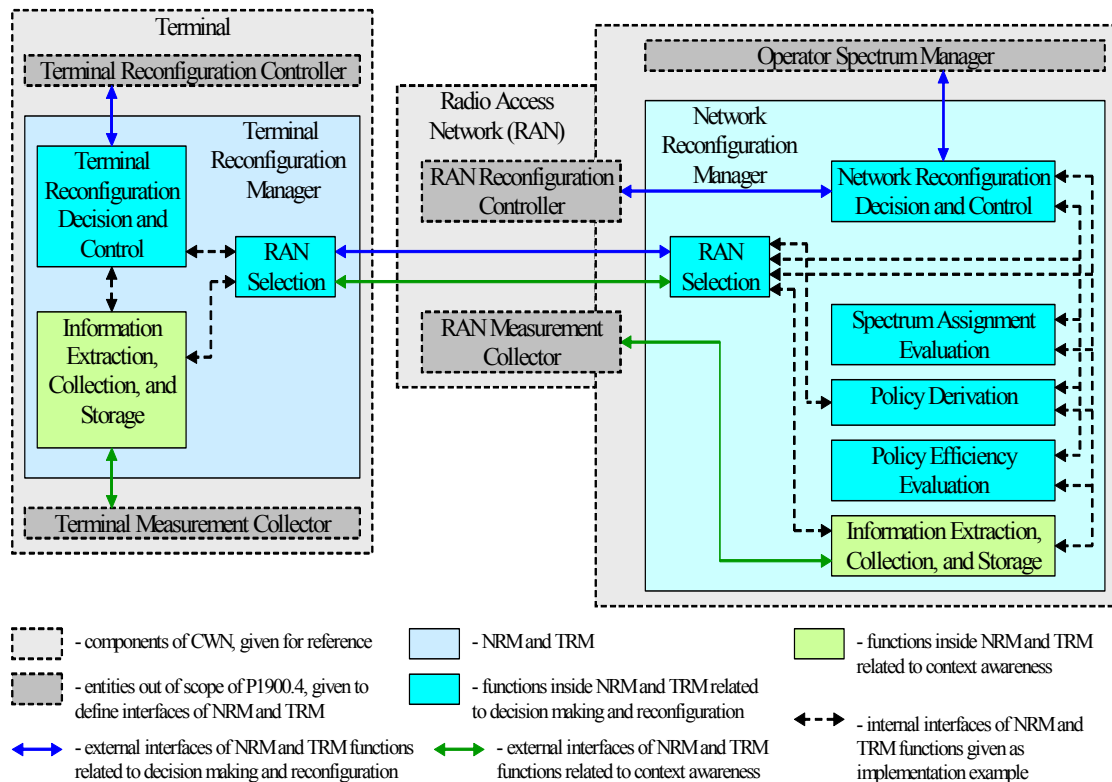 Terminal
Terminal Reconfiguration Controller
Terminal
Reconfiguration
Manager
Terminal
Reconfiguration
Decision and
Control
RAN
Selection
Information
Extraction,
Collection, and
Storage
Terminal Measurement Collector
Radio Access
Network (RAN)
RAN Reconfiguration
Controller
RAN Measurement
Collector
Operator Spectrum Manager
Network
Reconfiguration
Manager
Network Reconfiguration
Decision and Control
RAN
Selection
Spectrum Assignment
Evaluation
Policy Derivation
Policy Efficiency
Evaluation
Information Extraction,
Collection, and Storage
- components of CWN, given for reference
- NRM and TRM
- functions inside NRM and TRM
related to context awareness
- entities out of scope of P1900.4, given to
define interfaces of NRM and TRM
- functions inside NRM and TRM related
to decision making and reconfiguration
- external interfaces of NRM and TRM functions
related to decision making and reconfiguration
- external interfaces of NRM and TRM
functions related to context awareness
- internal interfaces of NRM and
TRM functions given as
implementation example